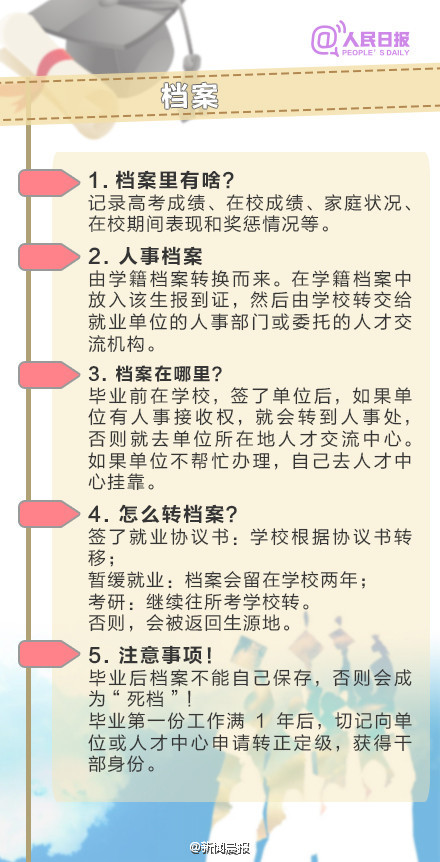 @人民日报
PEOPLE'S DAILY
档案
1. 档案里有啥？
记录高考成绩、在校成绩、家庭状况、
在校期间表现和奖惩情况等。
2. 人事档案
由学籍档案转换而来。在学籍档案中
放入该生报到证，然后由学校转交给
就业单位的人事部门或委托的人才交
流机构。
3. 档案在哪里？
毕业前在学校，签了单位后，如果单
位有人事接收权，就会转到人事处，
否则就去单位所在地人才交流中心。
如果单位不帮忙办理，自己去人才中
心挂靠。
4. 怎么转档案？
签了就业协议书：学校根据协议书转
移；
暂缓就业：档案会留在学校两年；
考研：继续往所考学校转。
否则，会被返回生源地。
5. 注意事项！
毕业后档案不能自己保存，否则会成
为“死档”！
毕业第一份工作满 1 年后，切记向单
位或人才中心申请转正定级，获得干
部身份。
@新闻晨报